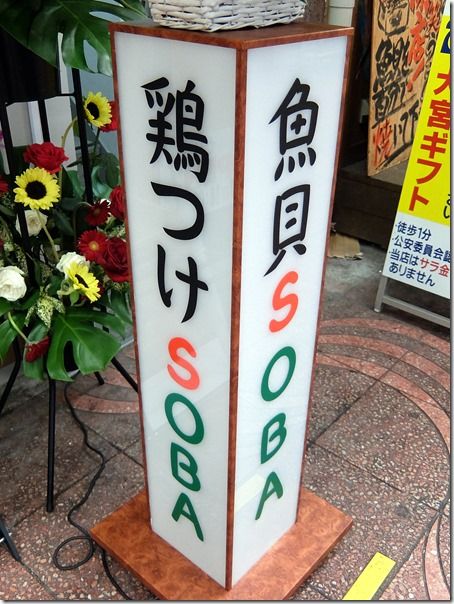 鶏つけSOBA
魚貝SOBA
大宮ギフト
・徒歩1分
・公安委員会
・当店はサラ金
ありません